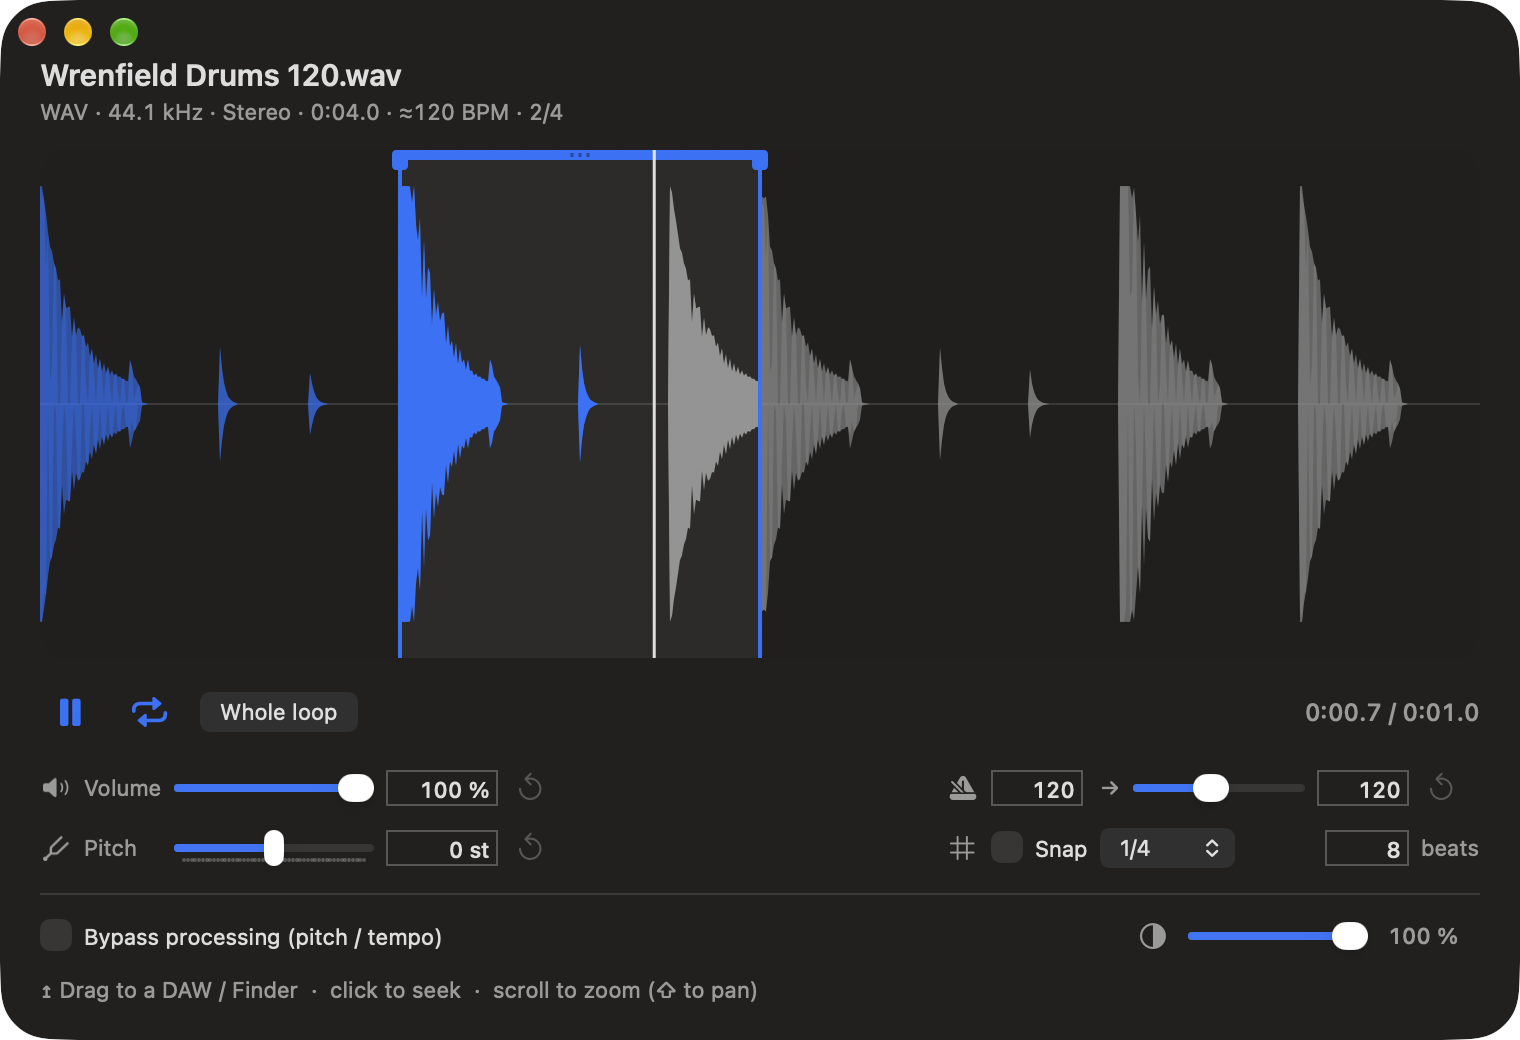 Wrenfield Drums 120.wav
WAV · 44.1 kHz · Stereo · 0:04.0 · ≈120 BPM · 2/4
Whole loop
0:00.7 / 0:01.0
Volume 100 % 120 → 120
Pitch 0 st Snap 1/4 8 beats
Bypass processing (pitch / tempo) 100 %
↥ Drag to a DAW / Finder · click to seek · scroll to zoom (⇧ to pan)